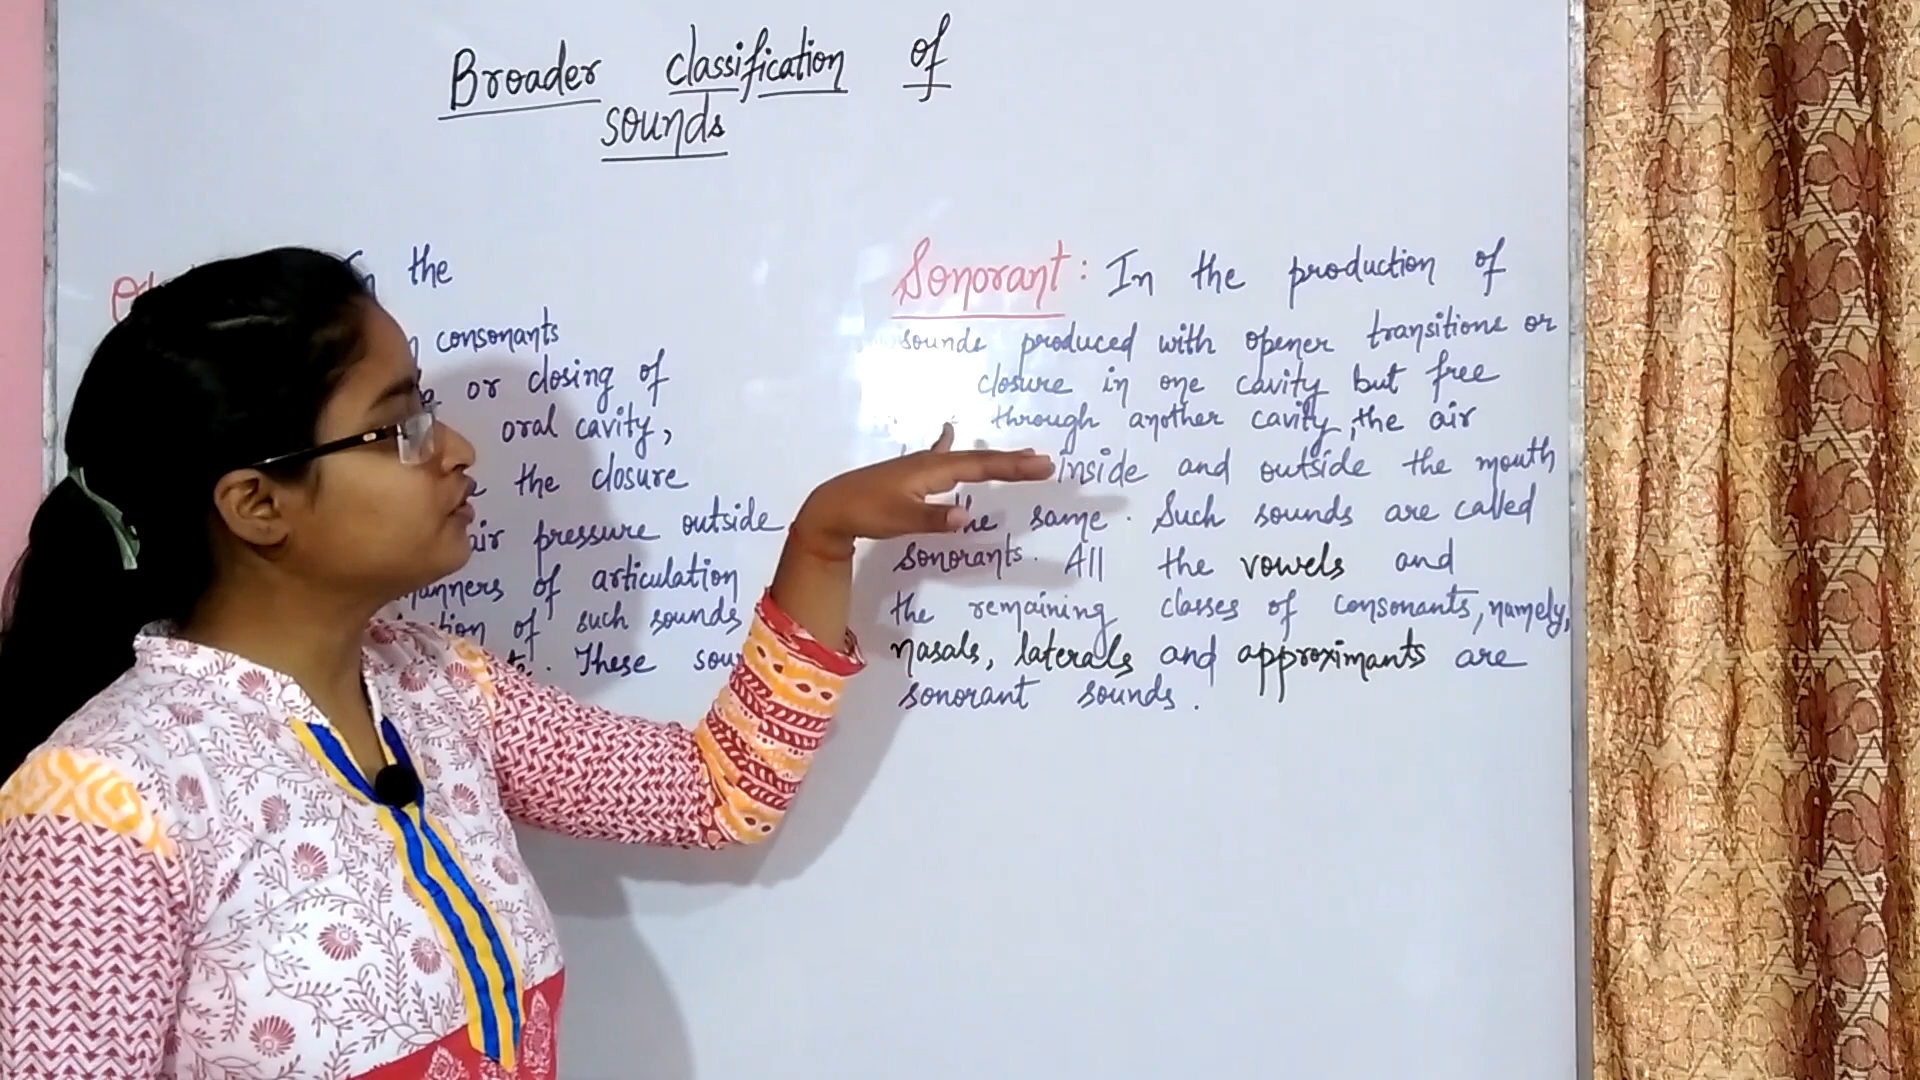 Broader classification of
sounds
In the
consonants
or closing of
oral cavity,
the closure
air pressure outside
manners of articulation
of such sounds
These
Sonorant: In the production of
sounds produced with opener transitions or
closure in one cavity but free
through another cavity, the air
inside and outside the mouth
the same. Such sounds are called
sonorants. All the vowels and
the remaining classes of consonants, namely,
nasals, laterals and approximants are
sonorant sounds.